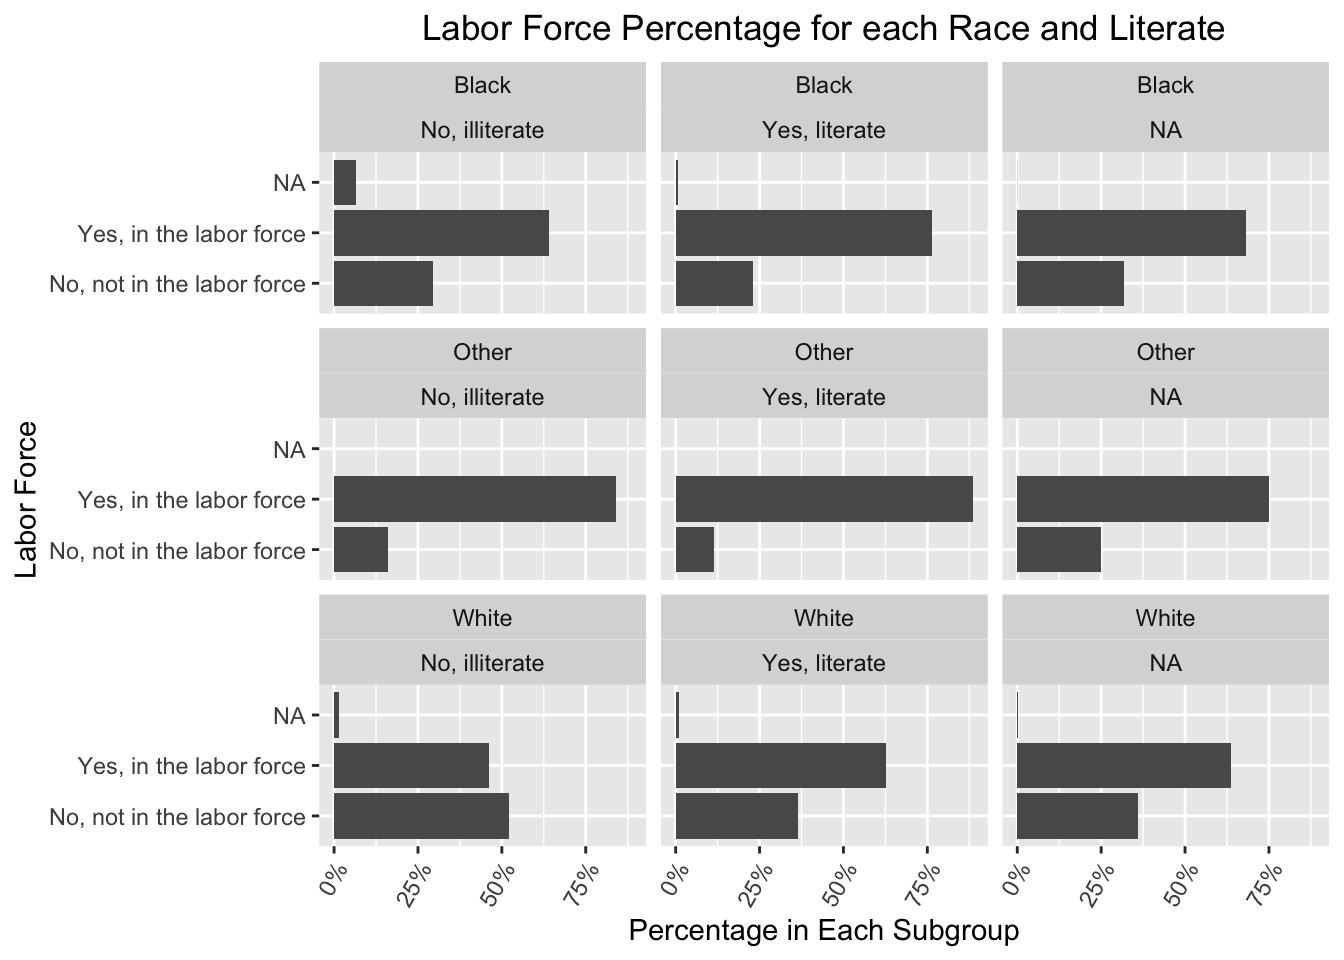 Labor Force Percentage for each Race and Literate
Black
Black
Black
No, illiterate
Yes, literate
NA
NA
Yes, in the labor force
No, not in the labor force
Other
Other
Other
No, illiterate
Yes, literate
NA
NA
Yes, in the labor force
No, not in the labor force
White
White
White
No, illiterate
Yes, literate
NA
NA
Yes, in the labor force
No, not in the labor force
0%
25%
50%
75%
0%
25%
50%
75%
0%
25%
50%
75%
Percentage in Each Subgroup
Labor Force